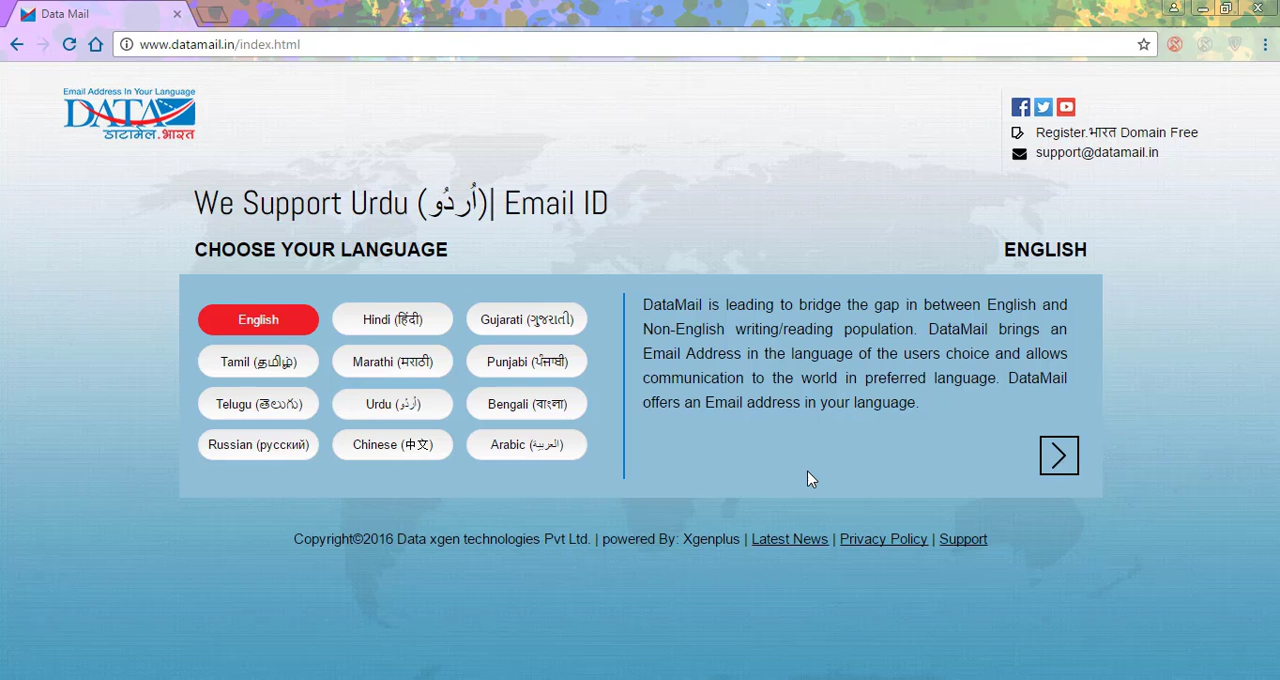 Data Mail
www.datamail.in/index.html
Email Address In Your Language
DATA
डाटामेल.भारत
Register.भारत Domain Free
support@datamail.in
We Support Urdu (اُردُو)| Email ID
CHOOSE YOUR LANGUAGE
ENGLISH
English
Hindi (हिंदी)
Gujarati (ગુજરાતી)
Tamil (தமிழ்)
Marathi (मराठी)
Punjabi (ਪੰਜਾਬੀ)
Telugu (తెలుగు)
Urdu (اُردُو)
Bengali (বাংলা)
Russian (русский)
Chinese (中文)
Arabic (العربية)
DataMail is leading to bridge the gap in between English and
Non-English writing/reading population. DataMail brings an
Email Address in the language of the users choice and allows
communication to the world in preferred language. DataMail
offers an Email address in your language.
Copyright©2016 Data xgen technologies Pvt Ltd. | powered By: Xgenplus | Latest News | Privacy Policy | Support